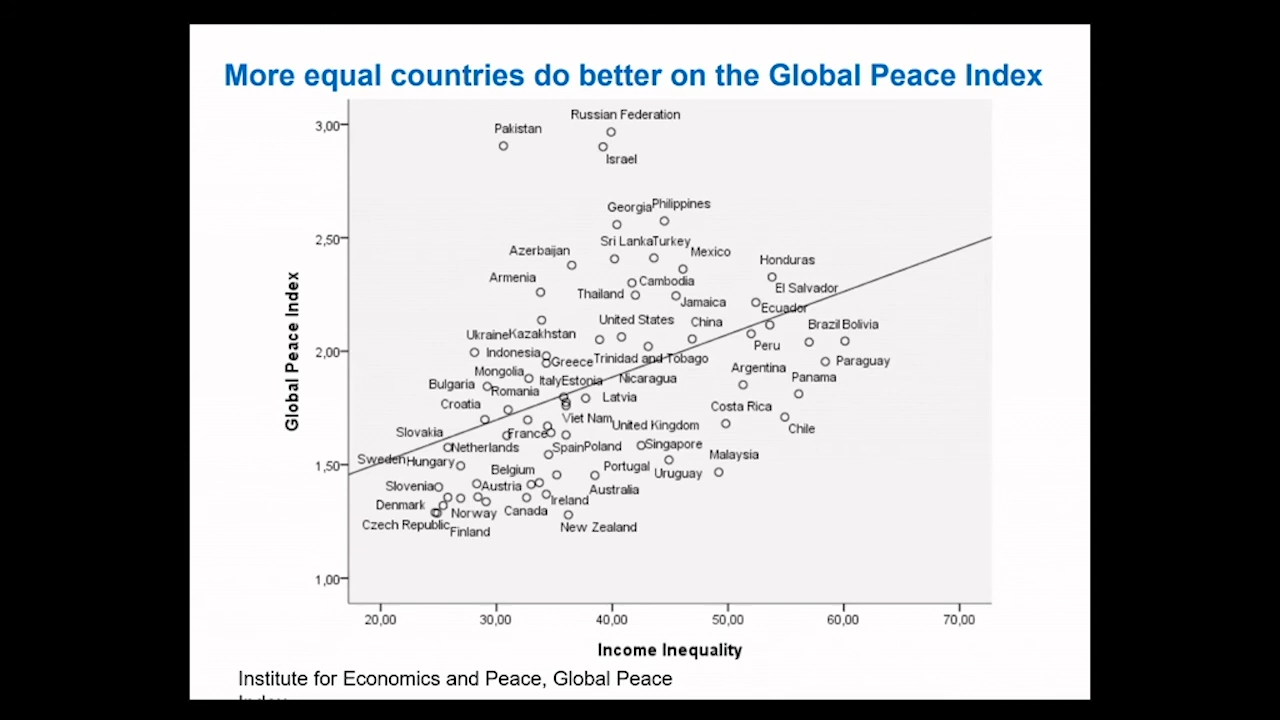 More equal countries do better on the Global Peace Index
Russian Federation
3,00
Pakistan
Israel
Georgia Philippines
2,50
Sri Lanka Turkey
Azerbaijan
Mexico
Honduras
Armenia
Cambodia
El Salvador
Thailand
Jamaica
Ecuador
United States
China
Brazil Bolivia
Ukraine Kazakhstan
Peru
2,00
Indonesia
Greece
Trinidad and Tobago
Paraguay
Mongolia
Argentina
Bulgaria
Italy Estonia
Nicaragua
Panama
Romania
Latvia
Croatia
Costa Rica
Viet Nam
United Kingdom
Chile
Slovakia
France
Netherlands
Spain Poland
Singapore
Malaysia
1,50
Sweden Hungary
Belgium
Portugal
Uruguay
Slovenia
Austria
Australia
Denmark
Norway
Canada
Ireland
Czech Republic
Finland
New Zealand
1,00
Global Peace Index
20,00 30,00 40,00 50,00 60,00 70,00
Income Inequality
Institute for Economics and Peace, Global Peace